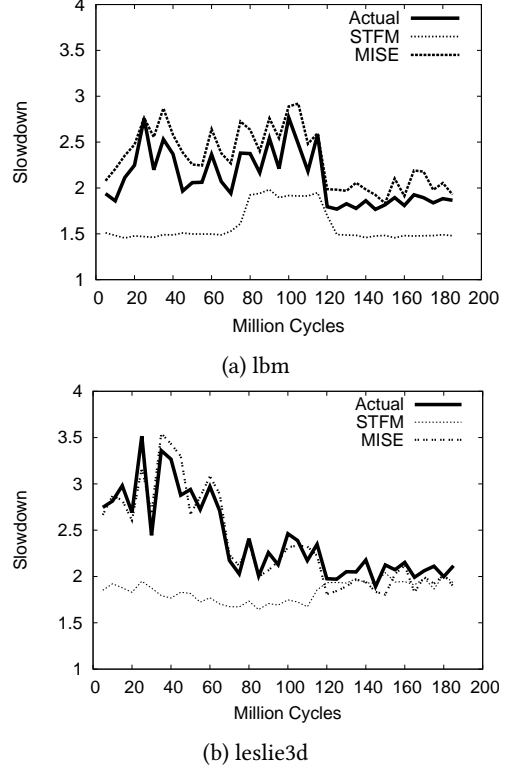 4
3.5
3
2.5
2
1.5
1
Slowdown
Actual
STFM
MISE
0 20 40 60 80 100 120 140 160 180 200
Million Cycles
(a) lbm
4
3.5
3
2.5
2
1.5
1
Slowdown
Actual
STFM
MISE
0 20 40 60 80 100 120 140 160 180 200
Million Cycles
(b) leslie3d